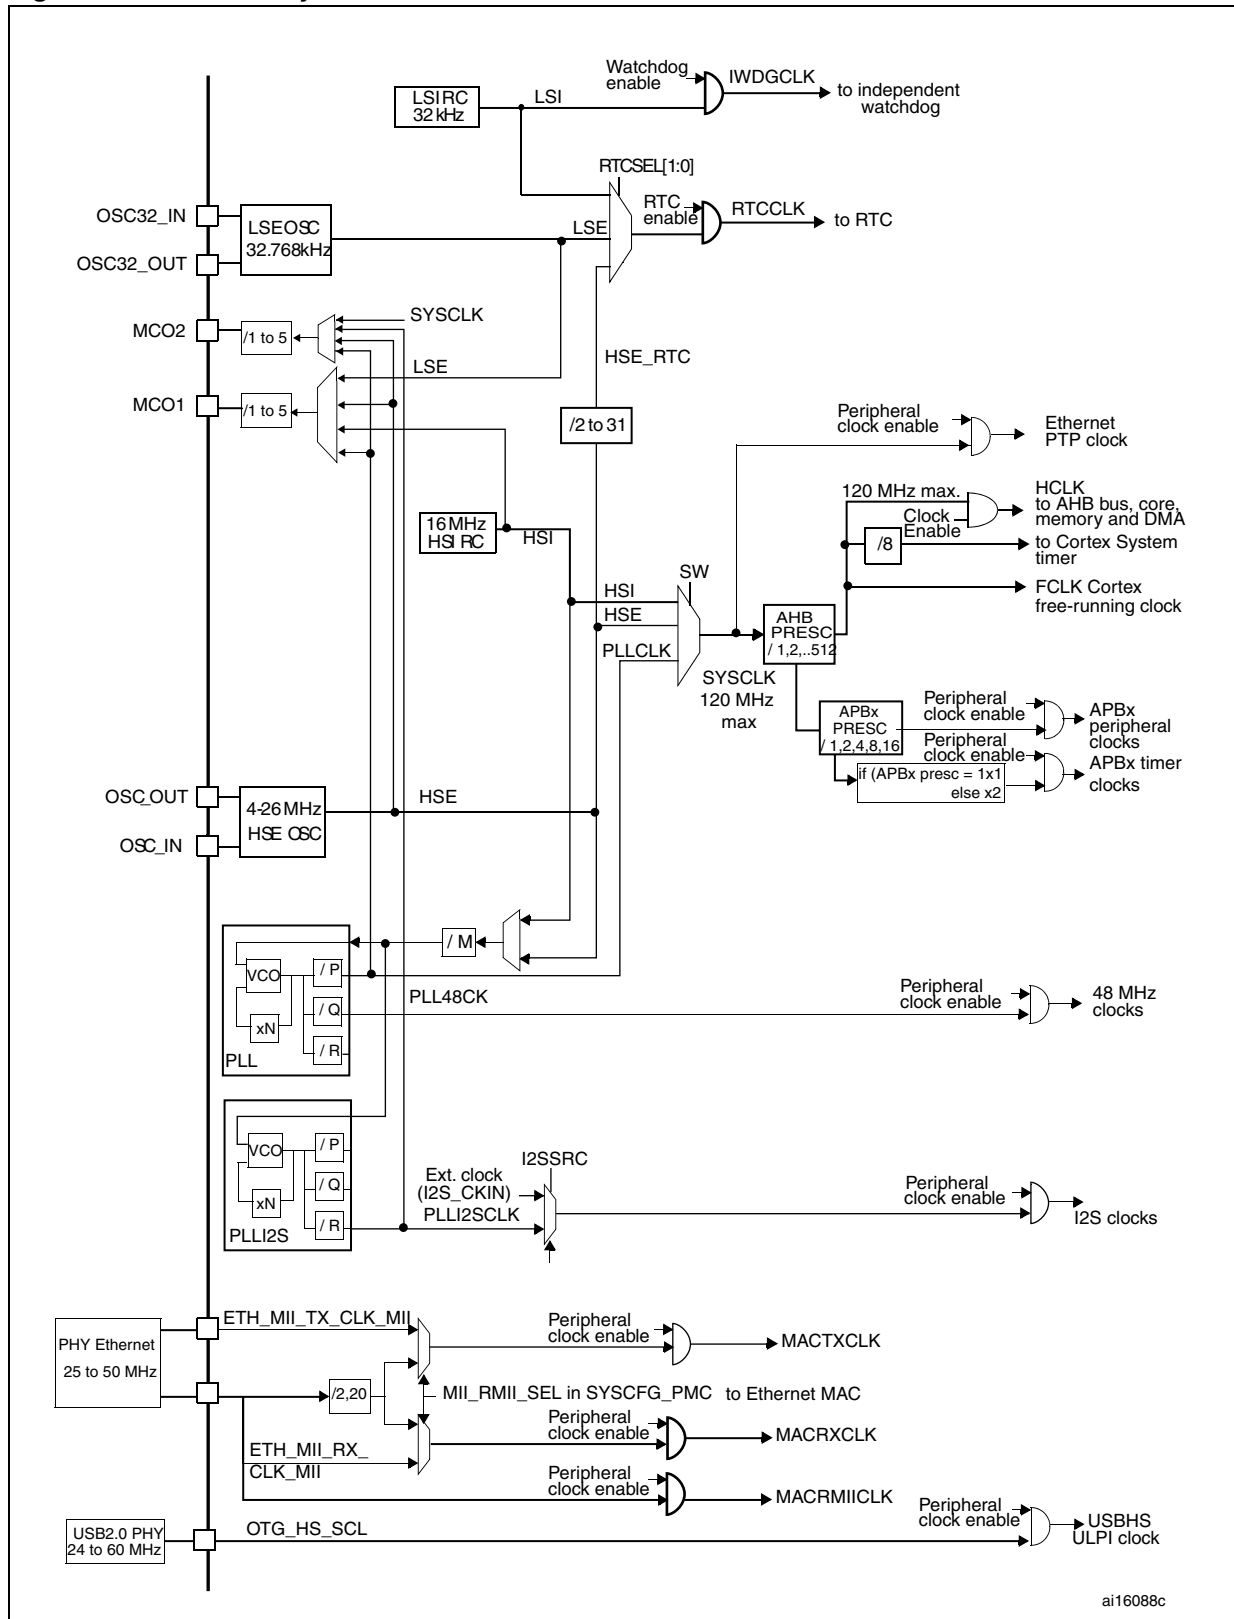 Watchdog
enable
IWDGCLK
to independent
watchdog
LSI RC
32 kHz
LSI
RTCSEL[1:0]
OSC32_IN
LSE OSC
32.768 kHz
LSE
RTC
enable
RTCCLK
to RTC
OSC32_OUT
MCO2
/1 to 5
SYSCLK
HSE_RTC
LSE
MCO1
/1 to 5
/2 to 31
Peripheral
clock enable
Ethernet
PTP clock
120 MHz max.
HCLK
to AHB bus, core,
memory and DMA
Clock
Enable
16 MHz
HSI RC
HSI
/8
to Cortex System
timer
SW
HSI
FCLK Cortex
free-running clock
HSE
AHB
PRESC
/ 1,2,..512
PLLCLK
SYSCLK
120 MHz
max
APBx
PRESC
/ 1,2,4,8,16
Peripheral
clock enable
APBx
peripheral
clocks
Peripheral
clock enable
APBx timer
clocks
if (APBx presc = 1x1
else x2
OSC_OUT
4-26 MHz
HSE OSC
HSE
OSC_IN
/ M
VCO
/ P
PLL48CK
xN
/ Q
/ R
PLL
Peripheral
clock enable
48 MHz
clocks
VCO
/ P
xN
/ Q
/ R
PLLI2S
I2SSRC
Ext. clock
(I2S_CKIN)
PLLI2SCLK
Peripheral
clock enable
I2S clocks
ETH_MII_TX_CLK_MII
PHY Ethernet
25 to 50 MHz
Peripheral
clock enable
MACTXCLK
/2,20
MII_RMII_SEL in SYSCFG_PMC
to Ethernet MAC
Peripheral
clock enable
MACRXCLK
ETH_MII_RX_
CLK_MII
Peripheral
clock enable
MACRMIICLK
USB2.0 PHY
24 to 60 MHz
OTG_HS_SCL
Peripheral
clock enable
USBHS
ULPI clock
ai16088c